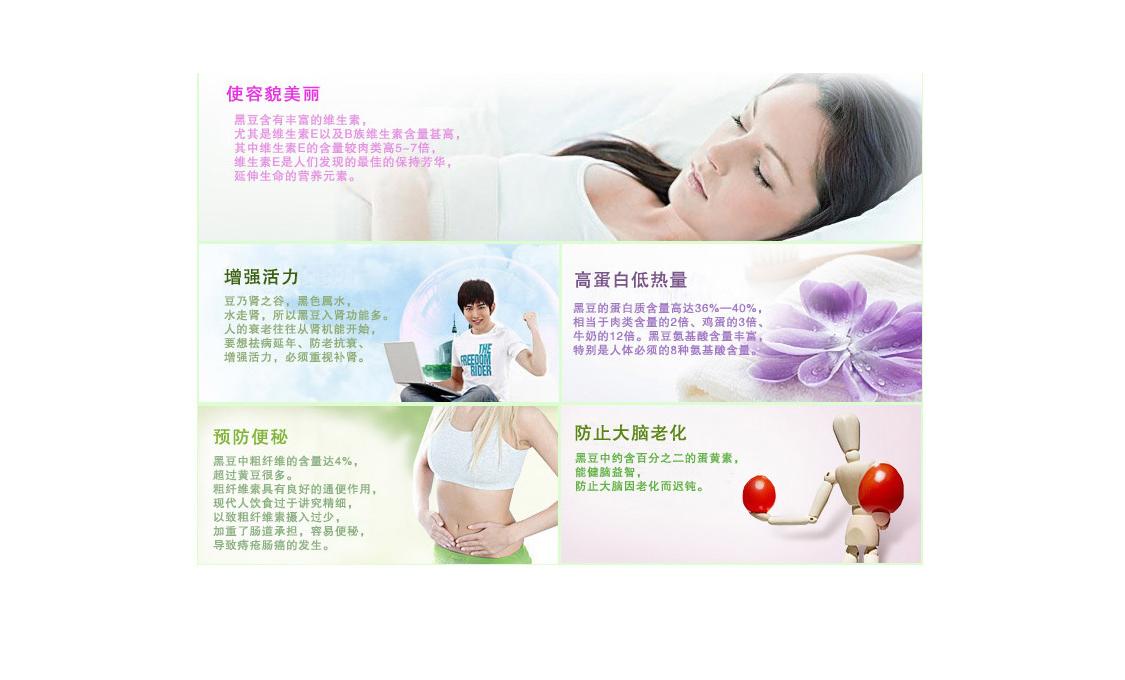 使容貌美丽
黑豆含有丰富的维生素，
尤其是维生素E以及B族维生素含量甚高，
其中维生素E的含量较肉类高5-7倍，
维生素E是人们发现的最佳的保持芳华，
延伸生命的营养元素。
增强活力
豆乃肾之谷，黑色属水，
水走肾，所以黑豆入肾功能多。
人的衰老往往从肾机能开始，
要想祛病延年、防老抗衰、
增强活力，必须重视补肾。
THE
FREEDOM
RIDER
高蛋白低热量
黑豆的蛋白质含量高达36%—40%，
相当于肉类含量的2倍、鸡蛋的3倍、
牛奶的12倍。黑豆氨基酸含量丰富，
特别是人体必须的8种氨基酸含量。
预防便秘
黑豆中粗纤维的含量达4%，
超过黄豆很多。
粗纤维素具有良好的通便作用，
现代人饮食过于讲究精细，
以致粗纤维素摄入过少，
加重了肠道承担，容易便秘，
导致痔疮肠癌的发生。
防止大脑老化
黑豆中约含百分之二的蛋黄素，
能健脑益智，
防止大脑因老化而迟钝。